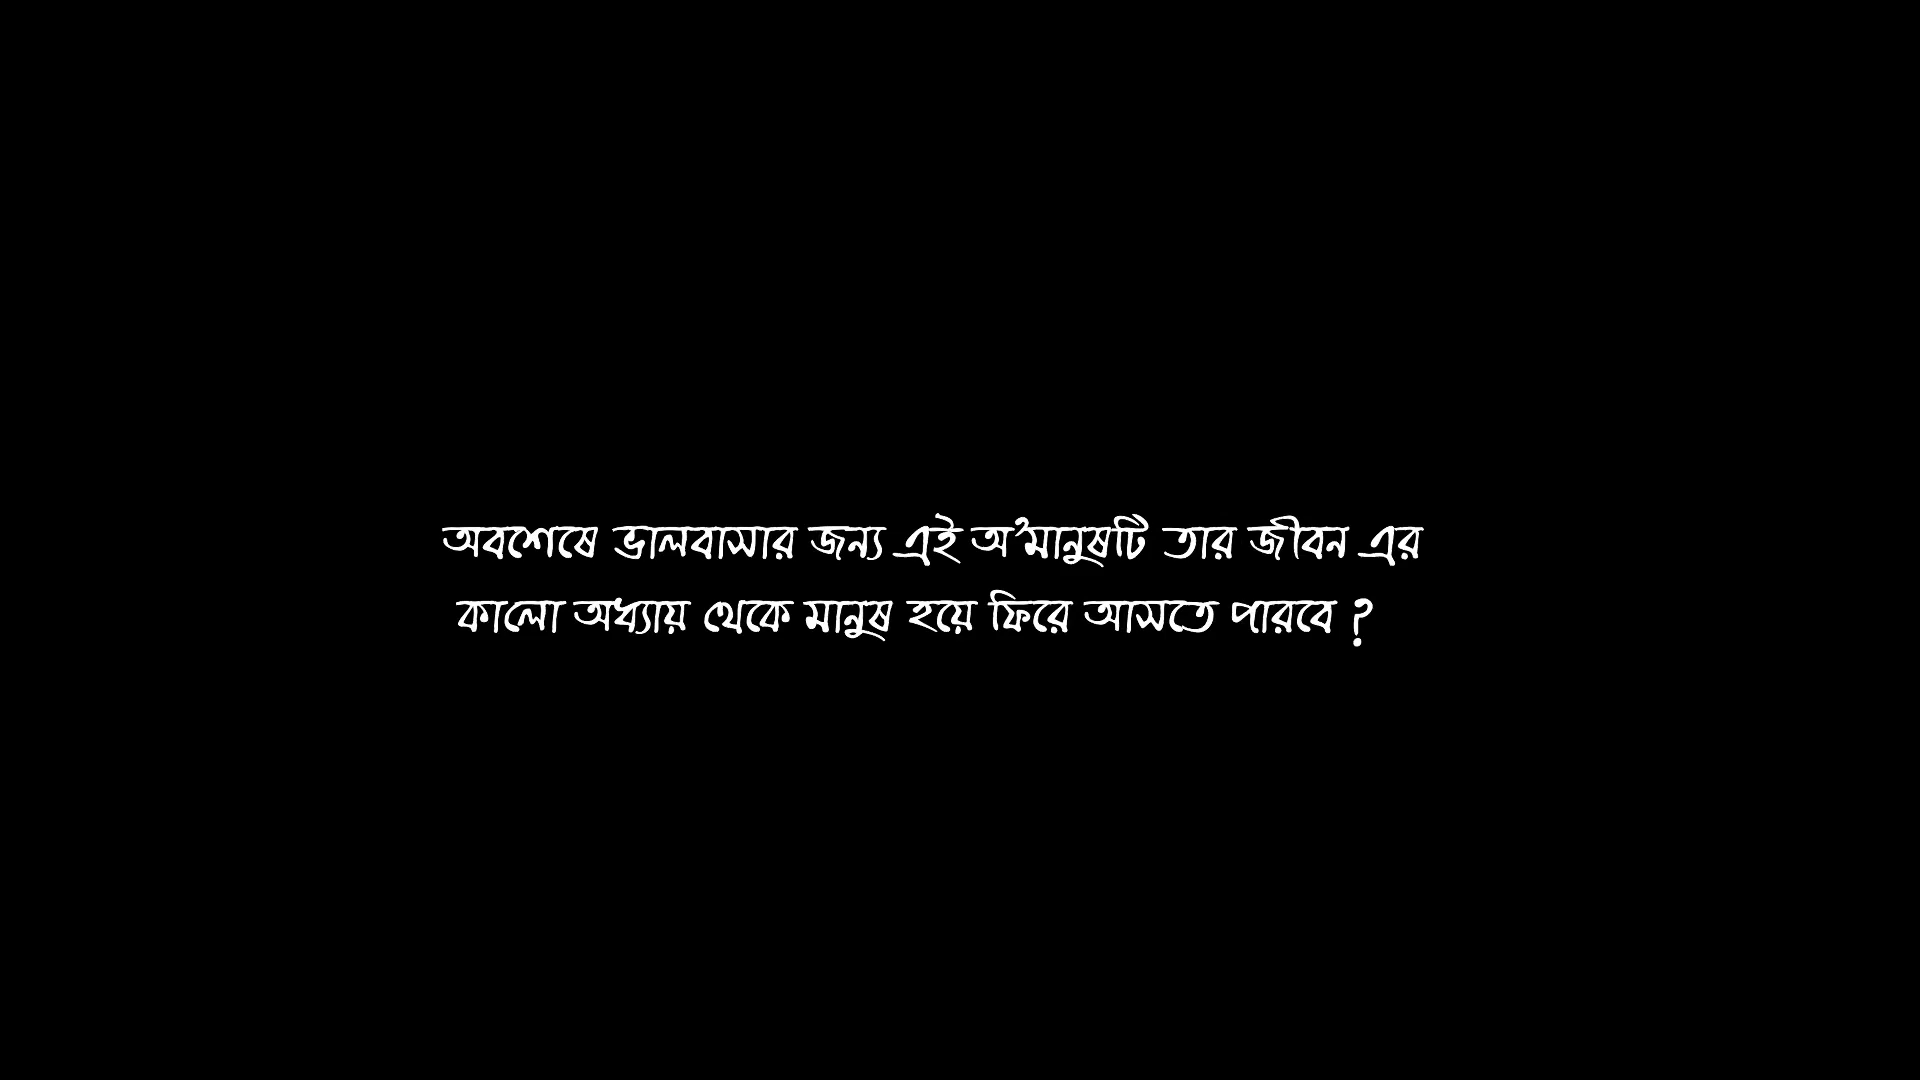 অবশেষে ভালবাসার জন্য এই অ'মানুষটি তার জীবন এর
কালো অধ্যায় থেকে মানুষ হয়ে ফিরে আসতে পারবে ?